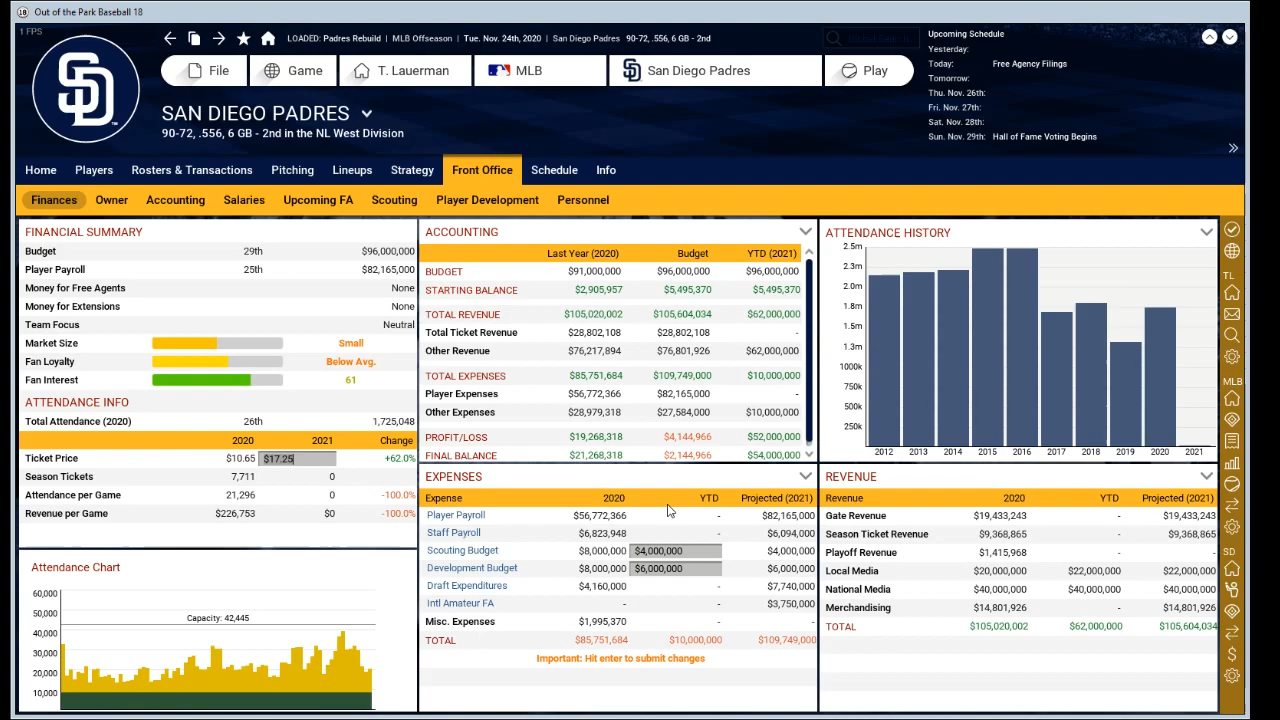 18 Out of the Park Baseball 18
1 FPS
LOADED: Padres Rebuild | MLB Offseason | Tue. Nov. 24th, 2020 | San Diego Padres 90-72, .556, 6 GB - 2nd
Upcoming Schedule
Yesterday:
Today: Free Agency Filings
Tomorrow:
Thu. Nov. 26th:
Fri. Nov. 27th:
Sat. Nov. 28th:
Sun. Nov. 29th: Hall of Fame Voting Begins
File Game T. Lauerman MLB San Diego Padres Play
SD
SAN DIEGO PADRES
90-72, .556, 6 GB - 2nd in the NL West Division
Home Players Rosters & Transactions Pitching Lineups Strategy Front Office Schedule Info
Finances Owner Accounting Salaries Upcoming FA Scouting Player Development Personnel
FINANCIAL SUMMARY
Budget 29th $96,000,000
Player Payroll 25th $82,165,000
Money for Free Agents None
Money for Extensions None
Team Focus Neutral
Market Size Small
Fan Loyalty Below Avg.
Fan Interest 61
ATTENDANCE INFO
Total Attendance (2020) 26th 1,725,048
2020 2021 Change
Ticket Price $10.65 $17.25 +62.0%
Season Tickets 7,711 0
Attendance per Game 21,296 0 -100.0%
Revenue per Game $226,753 $0 -100.0%
Attendance Chart
Capacity: 42,445
60,000
50,000
40,000
30,000
20,000
10,000
ACCOUNTING
Last Year (2020) Budget YTD (2021)
BUDGET $91,000,000 $96,000,000 $96,000,000
STARTING BALANCE $2,905,957 $5,495,370 $5,495,370
TOTAL REVENUE $105,020,002 $105,604,034 $62,000,000
Total Ticket Revenue $28,802,108 $28,802,108 -
Other Revenue $76,217,894 $76,801,926 $62,000,000
TOTAL EXPENSES $85,751,684 $109,749,000 $10,000,000
Player Expenses $56,772,366 $82,165,000 -
Other Expenses $28,979,318 $27,584,000 $10,000,000
PROFIT/LOSS $19,268,318 $4,144,966 $52,000,000
FINAL BALANCE $21,268,318 $2,144,966 $54,000,000
EXPENSES
Expense 2020 YTD Projected (2021)
Player Payroll $56,772,366 - $82,165,000
Staff Payroll $6,823,948 - $6,094,000
Scouting Budget $8,000,000 $4,000,000 $4,000,000
Development Budget $8,000,000 $6,000,000 $6,000,000
Draft Expenditures $4,160,000 - $7,740,000
Intl Amateur FA - - $3,750,000
Misc. Expenses $1,995,370 - -
TOTAL $85,751,684 $10,000,000 $109,749,000
Important: Hit enter to submit changes
ATTENDANCE HISTORY
2.5m
2.3m
2.0m
1.8m
1.5m
1.3m
1000k
750k
500k
250k
2012 2013 2014 2015 2016 2017 2018 2019 2020 2021
REVENUE
Revenue 2020 YTD Projected (2021)
Gate Revenue $19,433,243 - $19,433,243
Season Ticket Revenue $9,368,865 - $9,368,865
Playoff Revenue $1,415,968 - -
Local Media $20,000,000 $22,000,000 $22,000,000
National Media $40,000,000 $40,000,000 $40,000,000
Merchandising $14,801,926 - $14,801,926
TOTAL $105,020,002 $62,000,000 $105,604,034
TL
MLB
SD